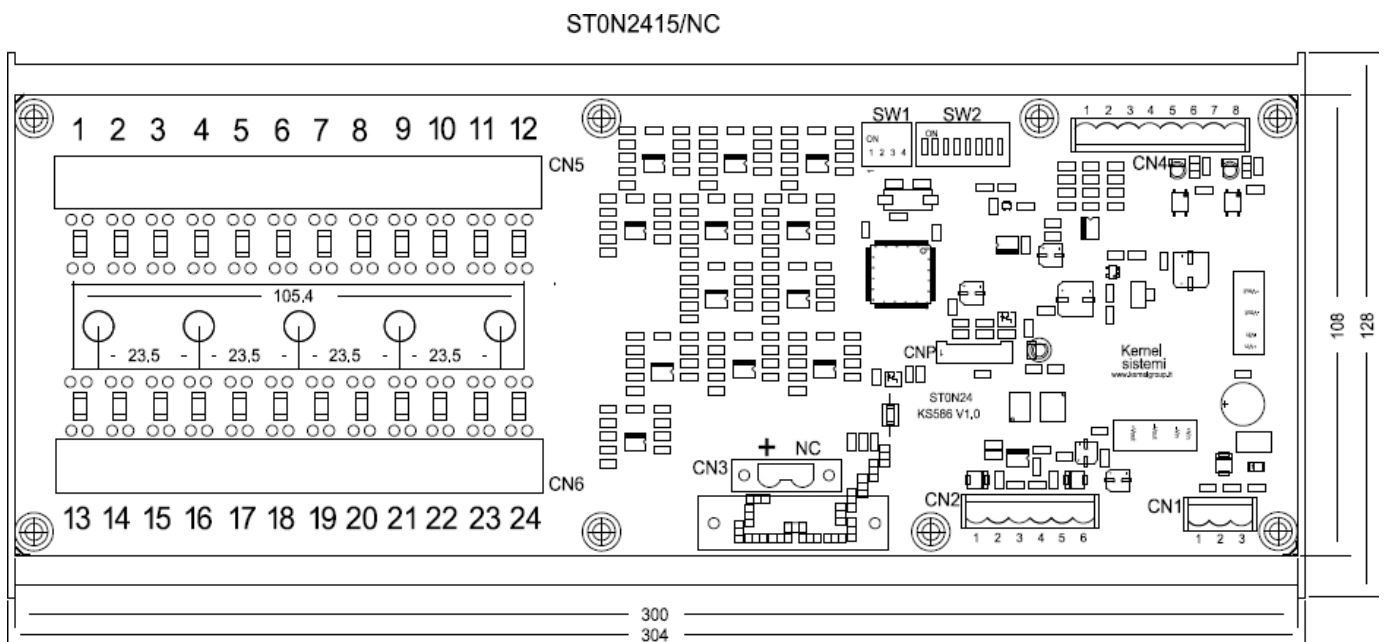 ST0N2415/NC
1 2 3 4 5 6 7 8 9 10 11 12
CN5
SW1
ON
1 2 3 4
SW2
ON
1 2 3 4 5 6 7 8
CN4
105,4
- 23,5 - 23,5 - 23,5 - 23,5 -
CNP
1
Kernel
sistemi
www.kernelgroup.it
ST0N24
KS586 V1,0
+
+ NC
CN3
CN6
13 14 15 16 17 18 19 20 21 22 23 24
CN2
1 2 3 4 5 6
CN1
1 2 3
108
128
300
304